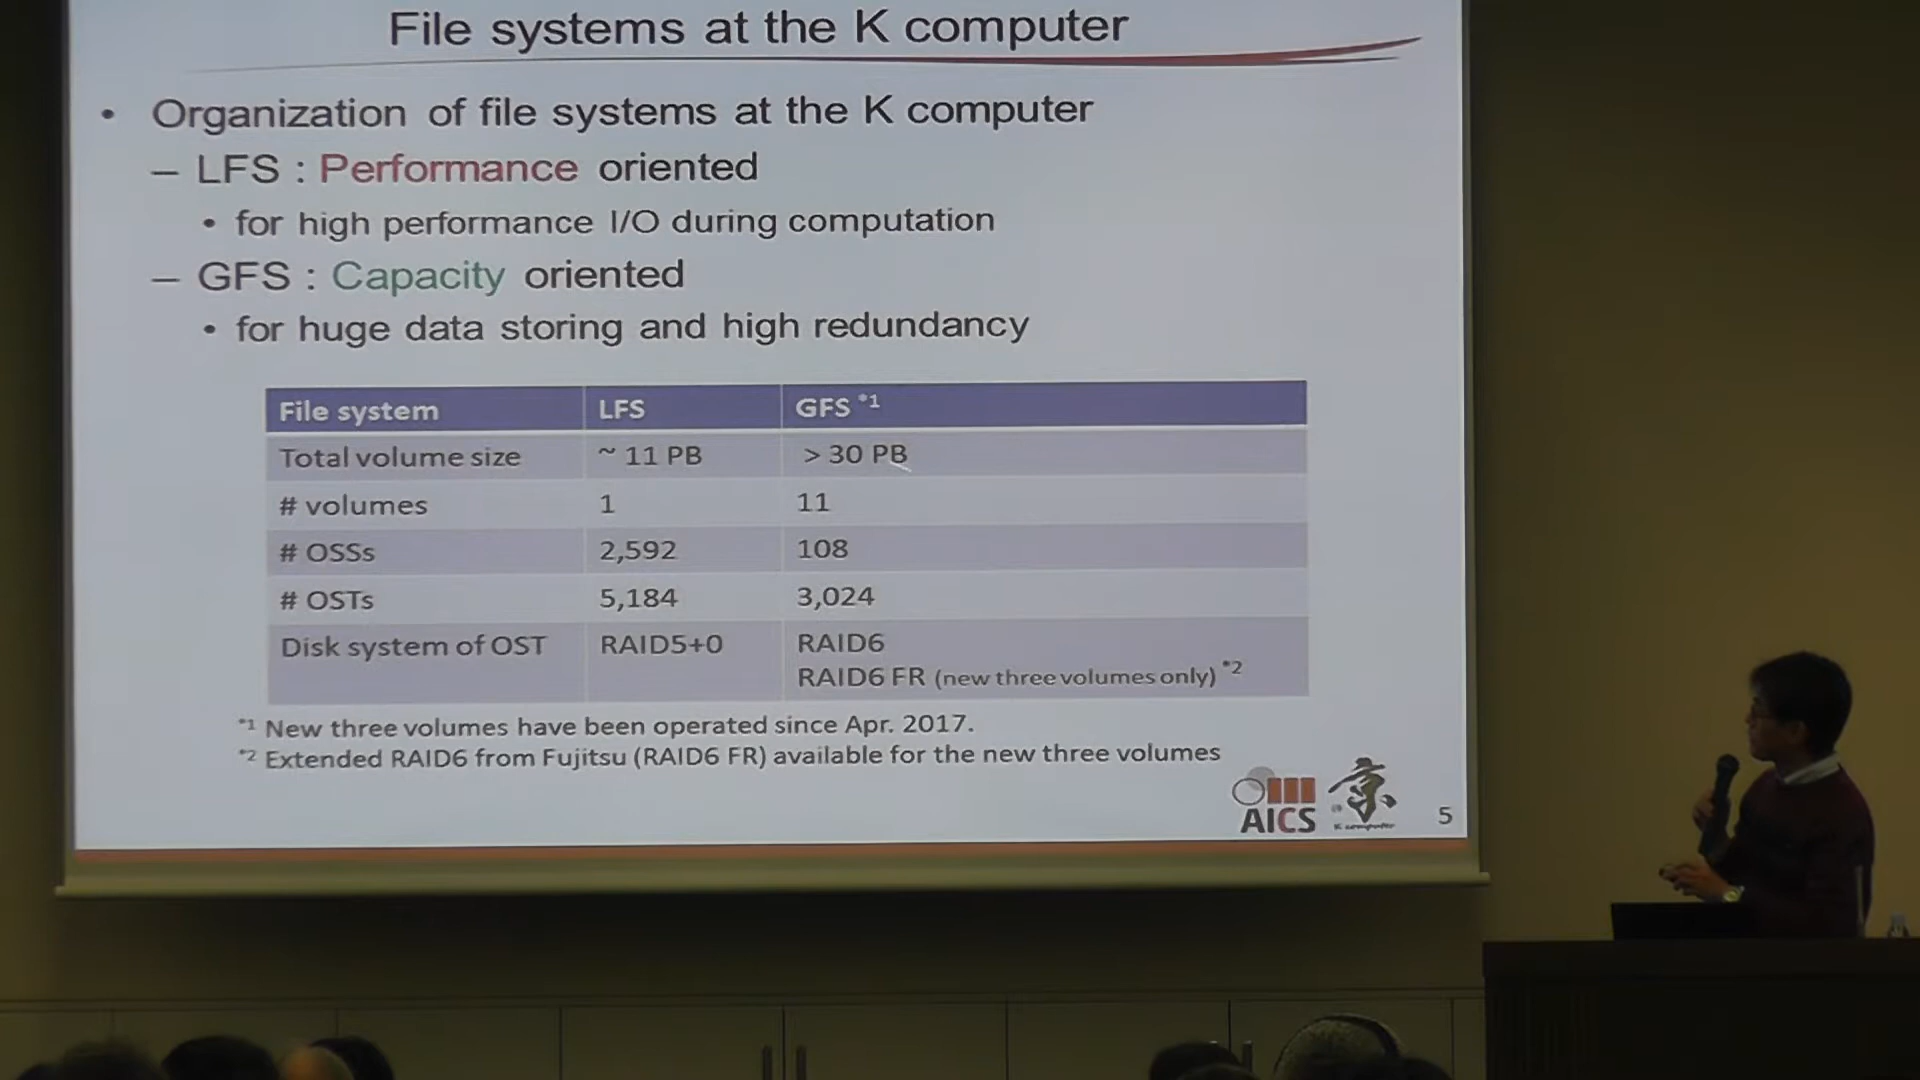 File systems at the K computer
• Organization of file systems at the K computer
– LFS : Performance oriented
• for high performance I/O during computation
– GFS : Capacity oriented
• for huge data storing and high redundancy
File system LFS GFS *1
Total volume size ~ 11 PB > 30 PB
# volumes 1 11
# OSSs 2,592 108
# OSTs 5,184 3,024
Disk system of OST RAID5+0 RAID6
RAID6 FR (new three volumes only) *2
*1 New three volumes have been operated since Apr. 2017.
*2 Extended RAID6 from Fujitsu (RAID6 FR) available for the new three volumes
AICS
京
K computer
5